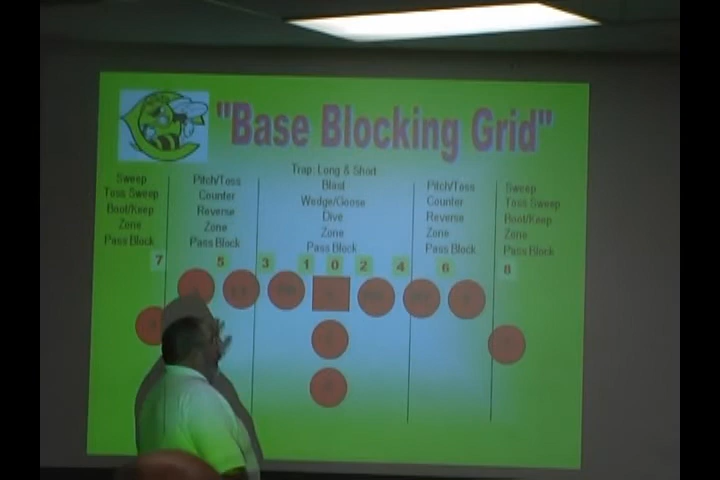 "Base Blocking Grid"
Sweep
Toss Sweep
Boot/Keep
Zone
Pass Block
Pitch/Toss
Counter
Reverse
Zone
Pass Block
Trap: Long & Short
Blast
Wedge/Goose
Dive
Zone
Pass Block
Pitch/Toss
Counter
Reverse
Zone
Pass Block
Sweep
Toss Sweep
Boot/Keep
Zone
Pass Block
7 5 3 1 0 2 4 6 8